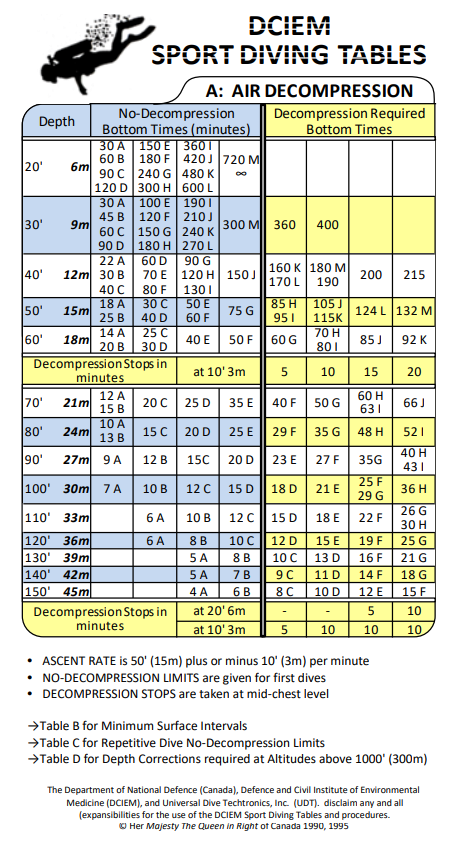 DCIEM
SPORT DIVING TABLES
A: AIR DECOMPRESSION
Depth No-Decompression Bottom Times (minutes) Decompression Required Bottom Times
30 A 150 E 360 I
60 B 180 F 420 J 720 M
20' 6m 90 C 240 G 480 K ∞
120 D 300 H 600 L
30 A 100 E 190 I
45 B 120 F 210 J
30' 9m 60 C 150 G 240 K 300 M 360 400
90 D 180 H 270 L
22 A 60 D 90 G
40' 12m 30 B 70 E 120 H 150 J 160 K 180 M 200 215
40 C 80 F 130 I 170 L 190
50' 15m 18 A 30 C 50 E 75 G 85 H 105 J 124 L 132 M
25 B 40 D 60 F 95 I 115K
60' 18m 14 A 25 C 40 E 50 F 60 G 70 H 85 J 92 K
20 B 30 D 80 I
Decompression Stops in minutes at 10' 3m 5 10 15 20
70' 21m 12 A 20 C 25 D 35 E 40 F 50 G 60 H 66 J
15 B 63 I
80' 24m 10 A 15 C 20 D 25 E 29 F 35 G 48 H 52 I
13 B
90' 27m 9 A 12 B 15C 20 D 23 E 27 F 35G 40 H
43 I
100' 30m 7 A 10 B 12 C 15 D 18 D 21 E 25 F 36 H
29 G
110' 33m 6 A 10 B 12 C 15 D 18 E 22 F 26 G
30 H
120' 36m 6 A 8 B 10 C 12 D 15 E 19 F 25 G
130' 39m 5 A 8 B 10 C 13 D 16 F 21 G
140' 42m 5 A 7 B 9 C 11 D 14 F 18 G
150' 45m 4 A 6 B 8 C 10 D 12 E 15 F
Decompression Stops in minutes at 20' 6m - - 5 10
at 10' 3m 5 10 10 10
• ASCENT RATE is 50' (15m) plus or minus 10' (3m) per minute
• NO-DECOMPRESSION LIMITS are given for first dives
• DECOMPRESSION STOPS are taken at mid-chest level
→Table B for Minimum Surface Intervals
→Table C for Repetitive Dive No-Decompression Limits
→Table D for Depth Corrections required at Altitudes above 1000' (300m)
The Department of National Defence (Canada), Defence and Civil Institute of Environmental
Medicine (DCIEM), and Universal Dive Techtronics, Inc. (UDT). disclaim any and all
(expansibilities for the use of the DCIEM Sport Diving Tables and procedures.
© Her Majesty The Queen in Right of Canada 1990, 1995